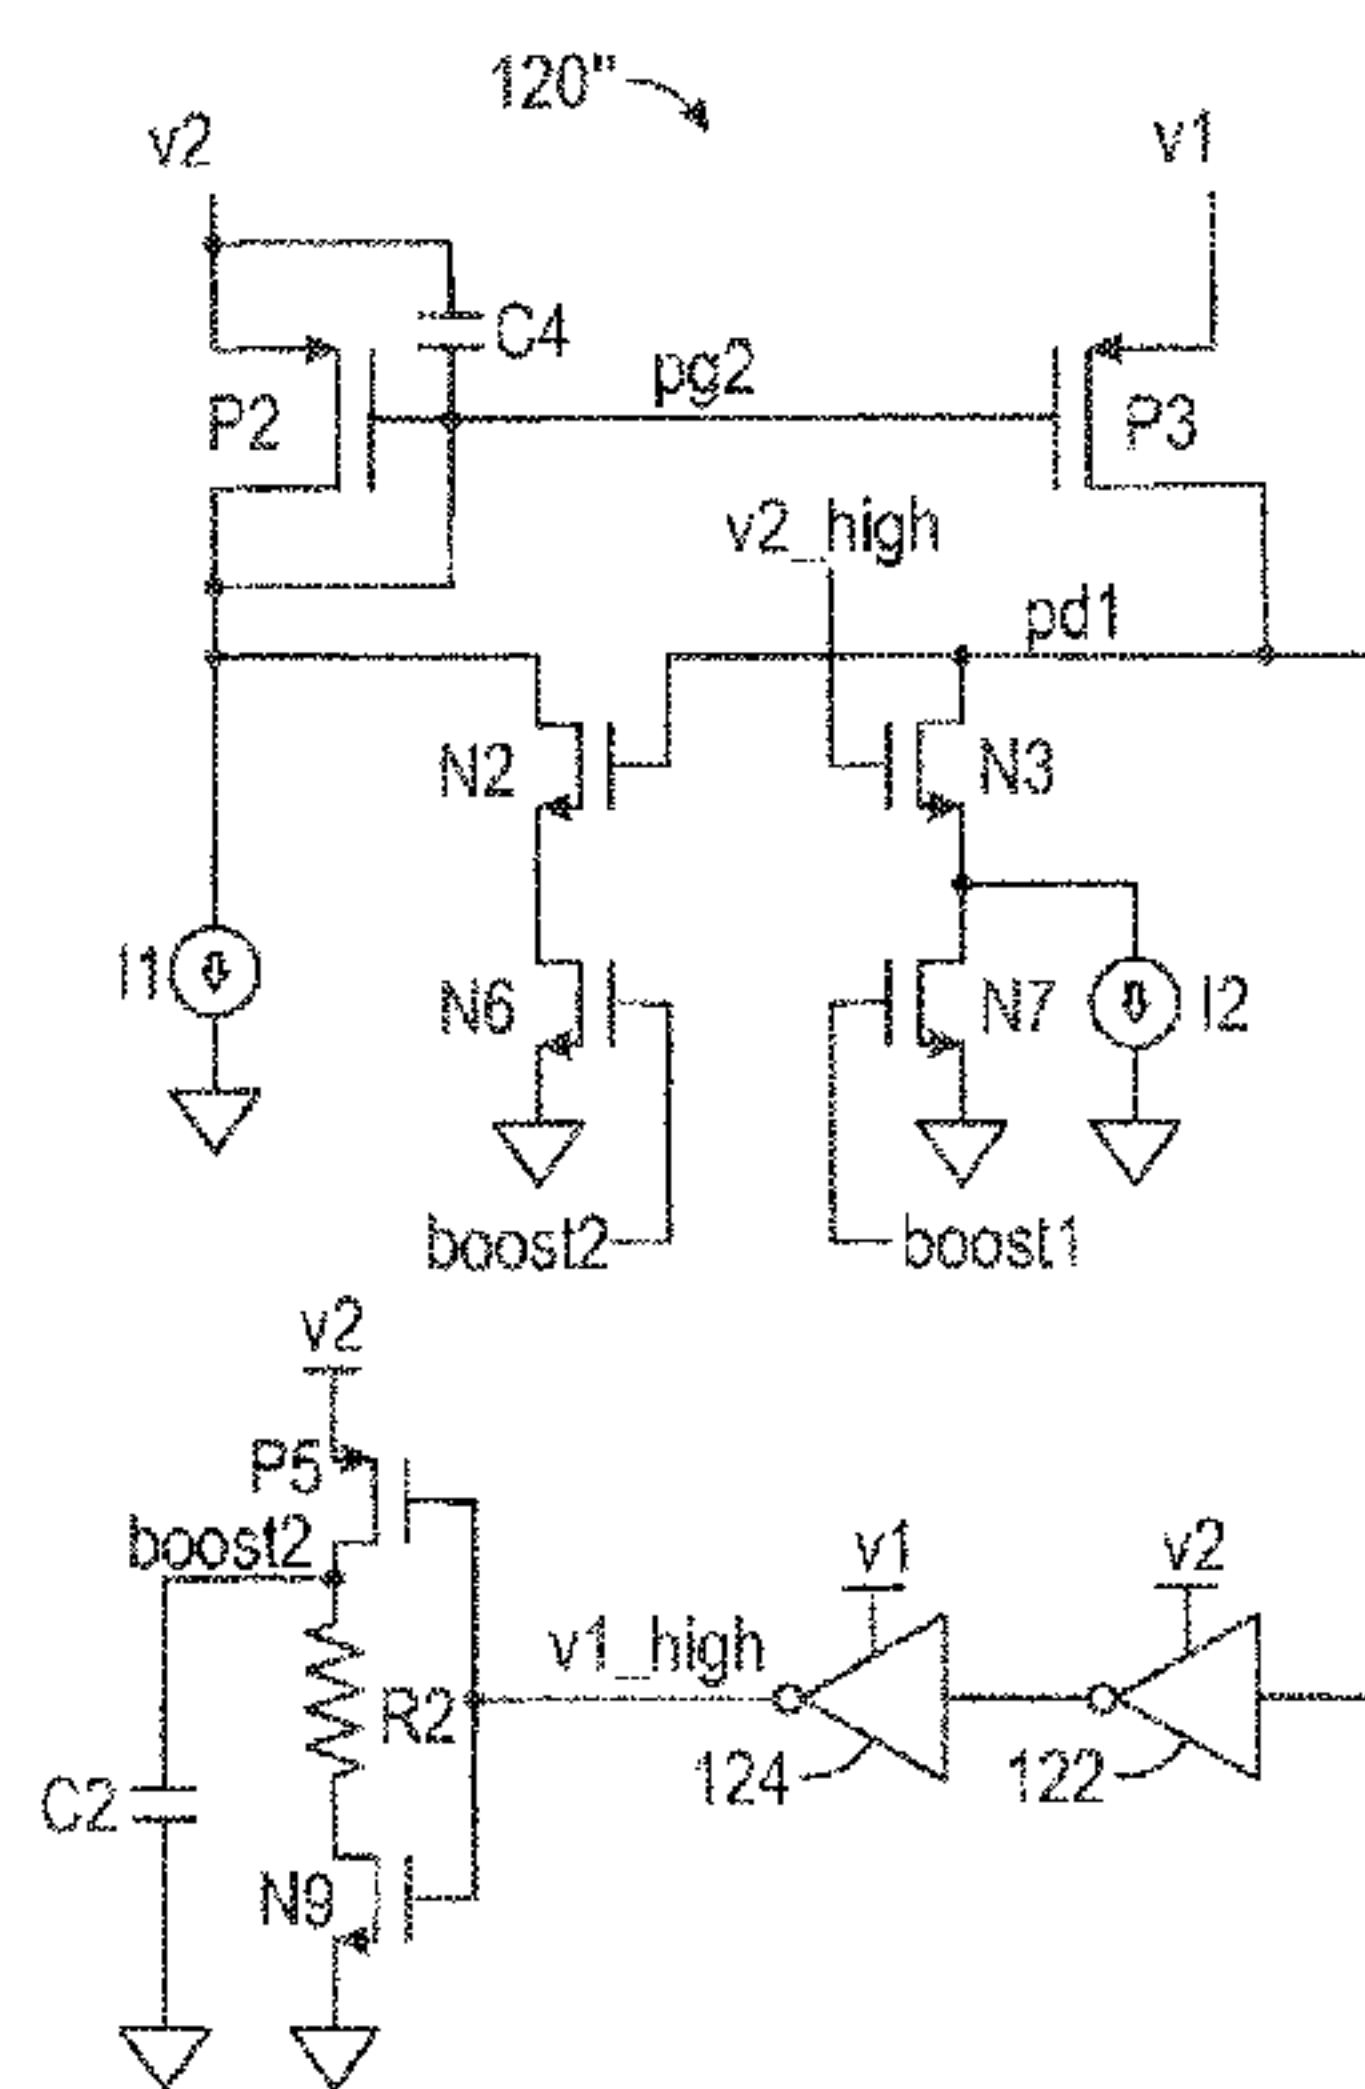 120"
v2
v1
C4
pg2
P2
P3
v2_high
pd1
N2
N3
I1
N6
N7
I2
boost2
boost1
v2
P5
boost2
v1
v2
v1_high
R2
124
122
C2
N9